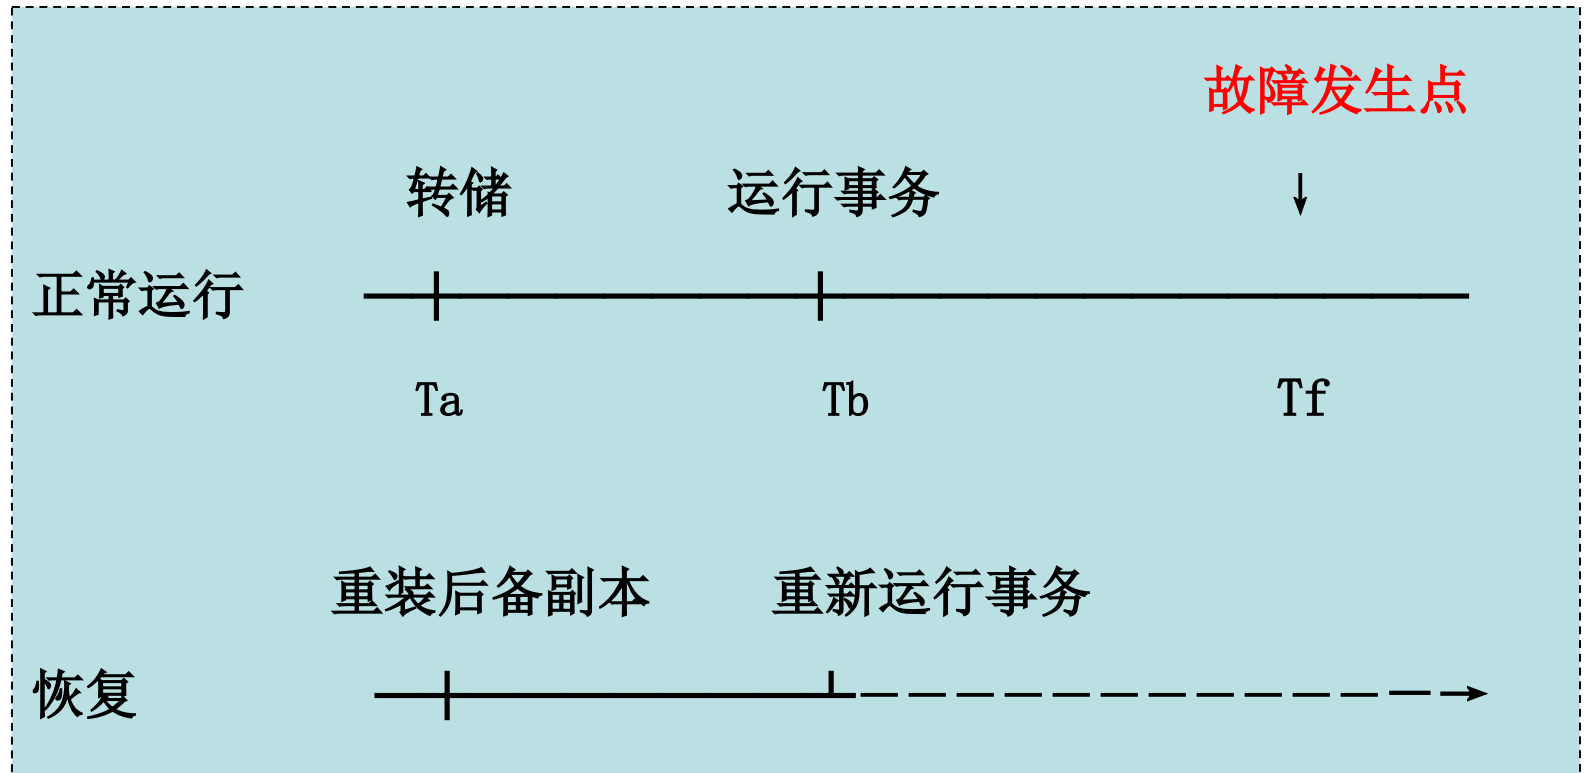 故障发生点
转储 运行事务
正常运行
Ta Tb Tf
重装后备副本 重新运行事务
恢复